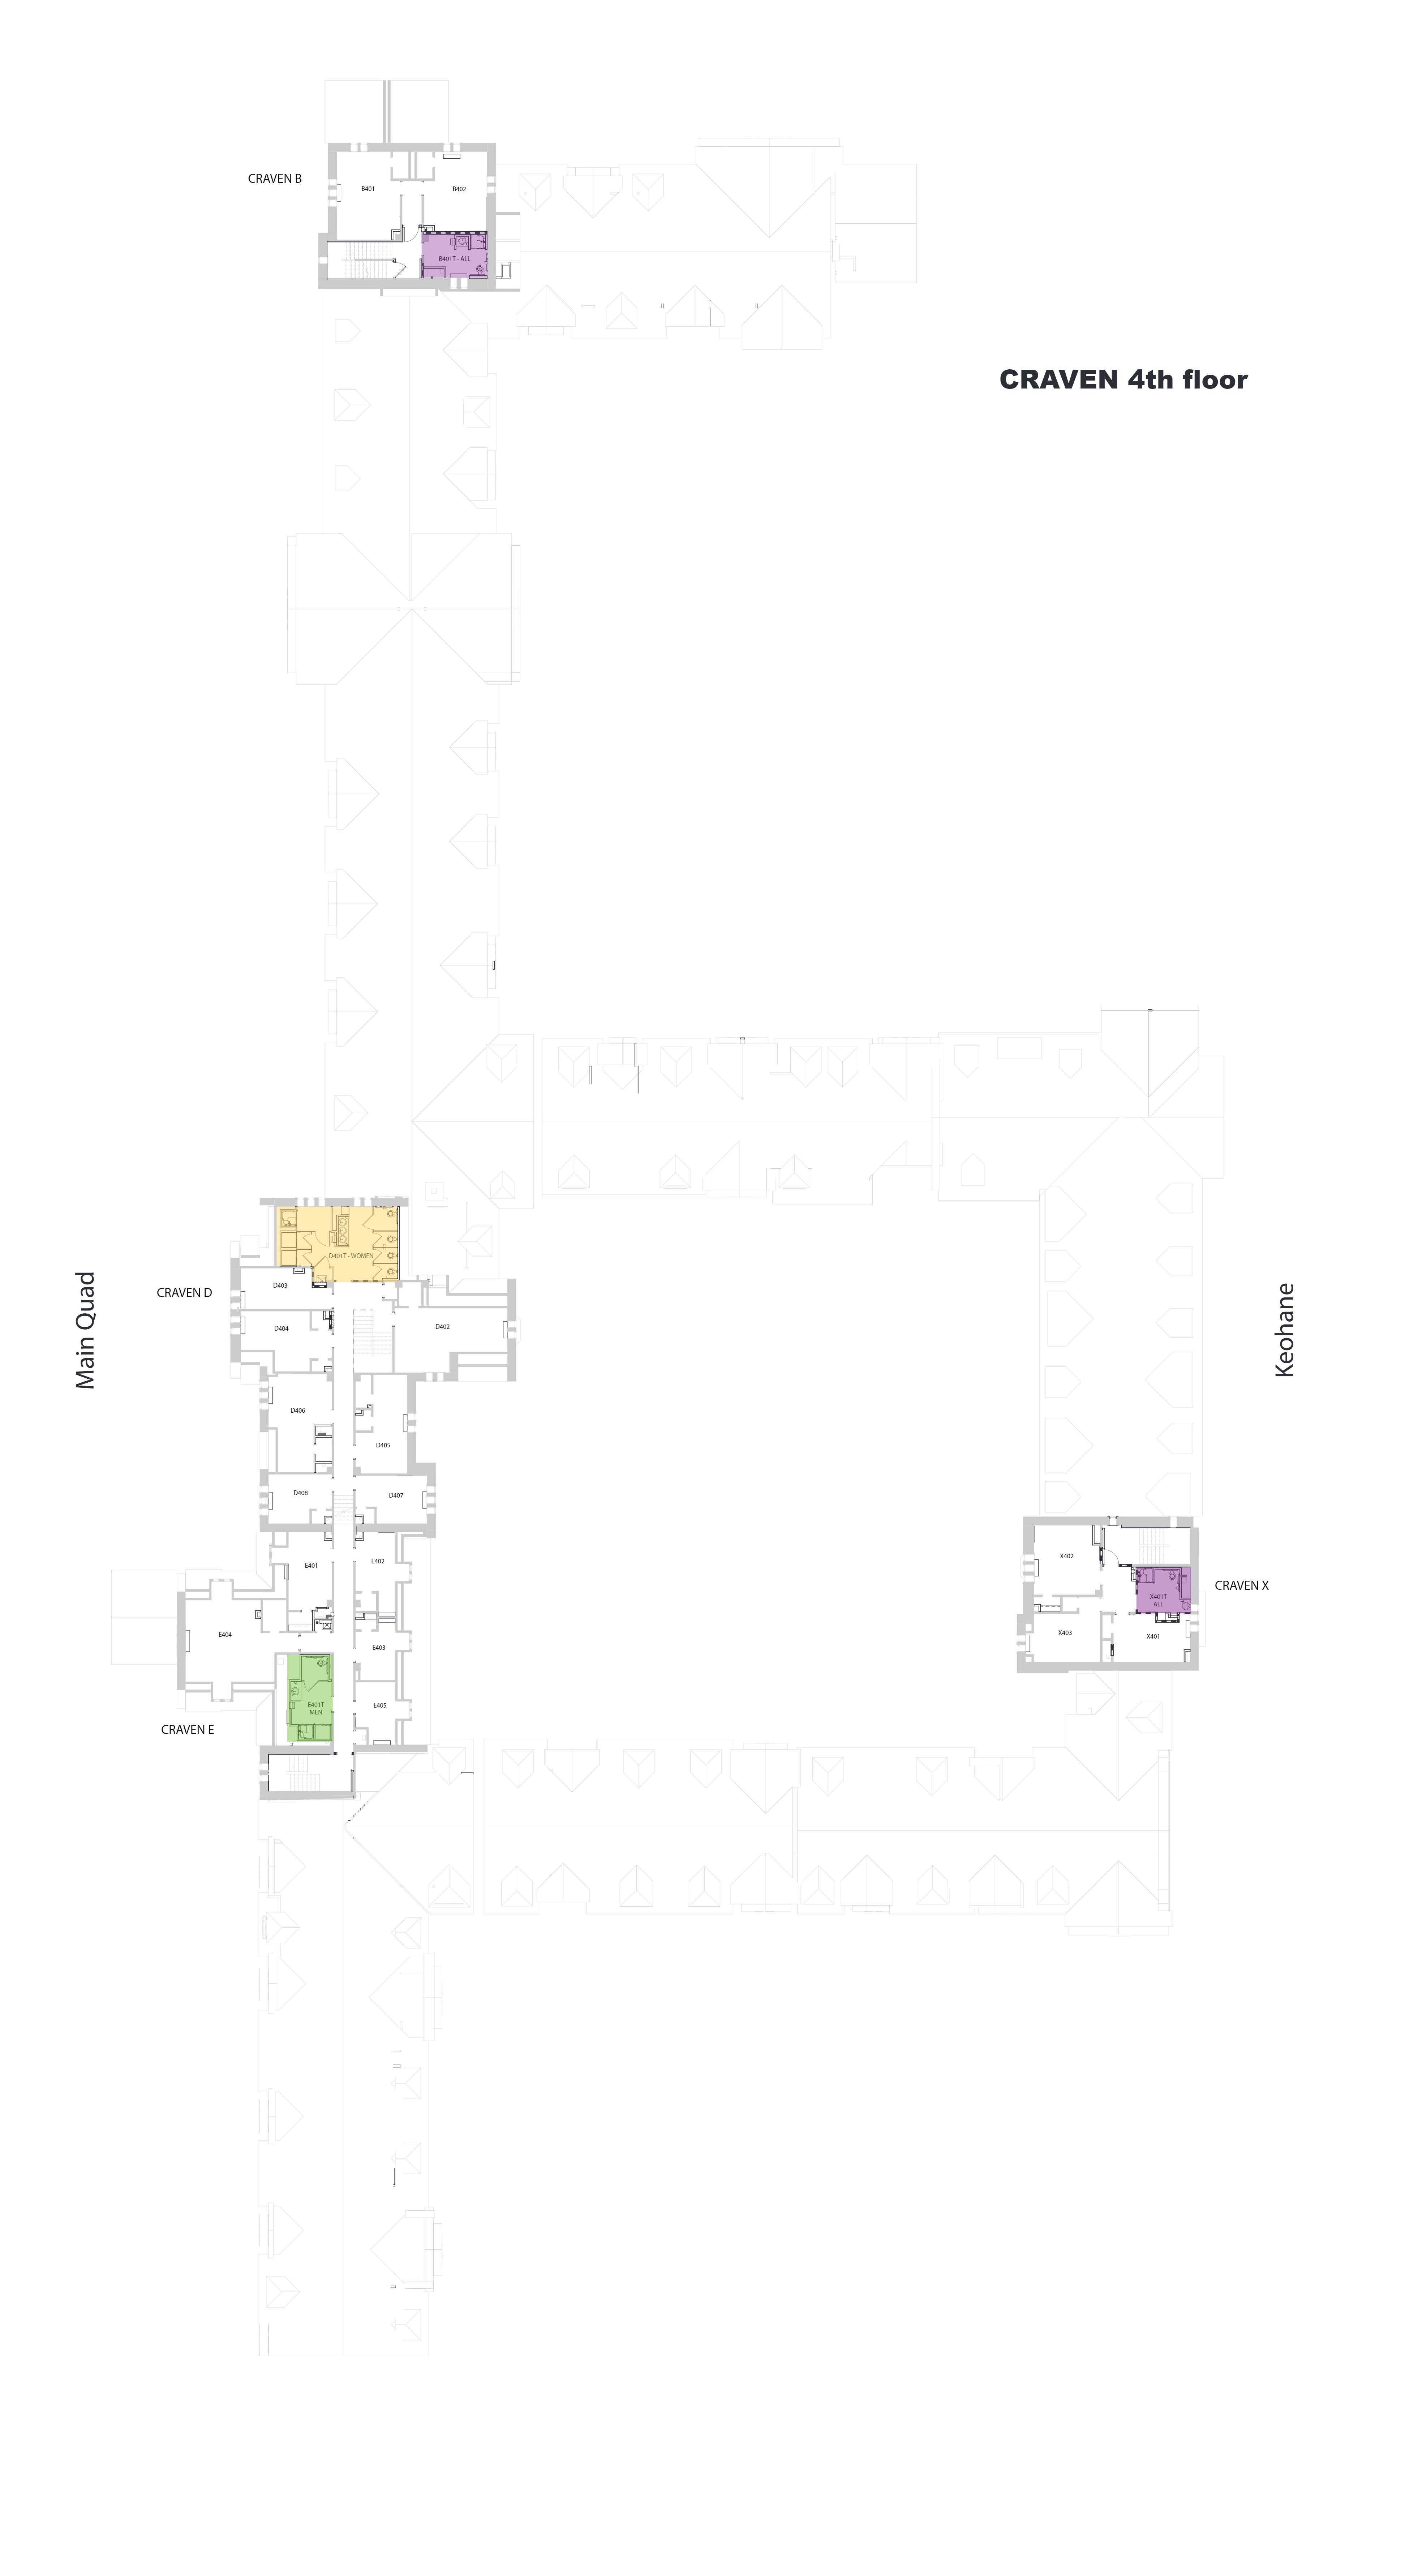 CRAVEN B
B401
B402
B401T - ALL
CRAVEN 4th floor
D401T - WOMEN
Main Quad
CRAVEN D
D403
D404
D402
Keohane
D406
D405
D408
D407
E401
E402
X402
CRAVEN X
X401T
ALL
E404
E403
X403
X401
E401T
MEN
E405
CRAVEN E